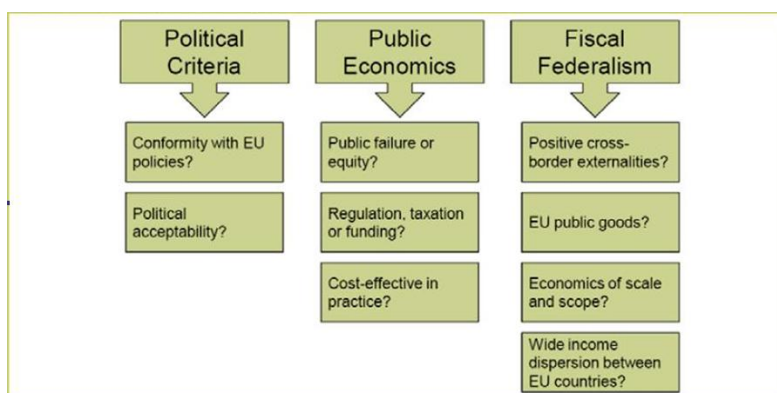 Political
Criteria
Public
Economics
Fiscal
Federalism
Conformity with EU
policies?
Political
acceptability?
Public failure or
equity?
Regulation, taxation
or funding?
Cost-effective in
practice?
Positive cross-
border externalities?
EU public goods?
Economics of scale
and scope?
Wide income
dispersion between
EU countries?